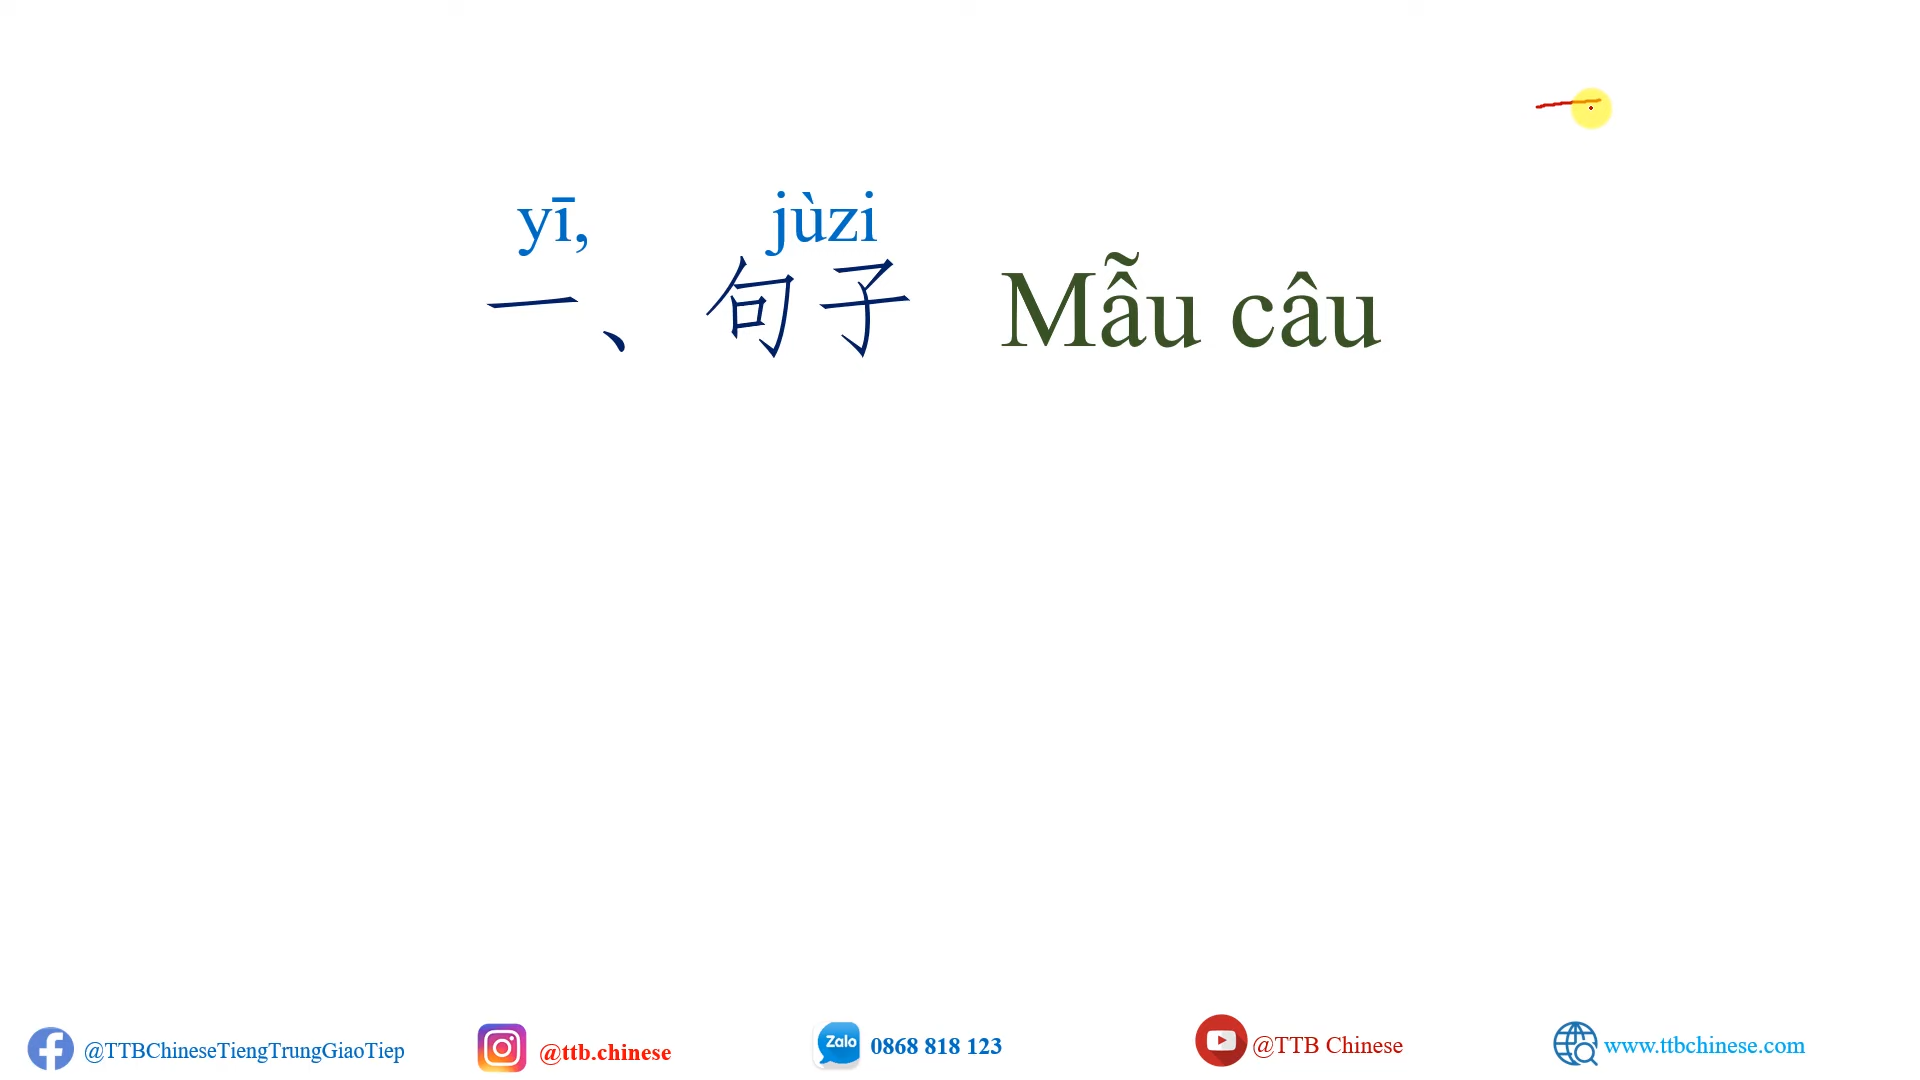 yī, jùzi
一、 句子 Mẫu câu
@TTBChineseTiengTrungGiaoTiep @ttb.chinese Zalo 0868 818 123 @TTB Chinese www.ttbchinese.com